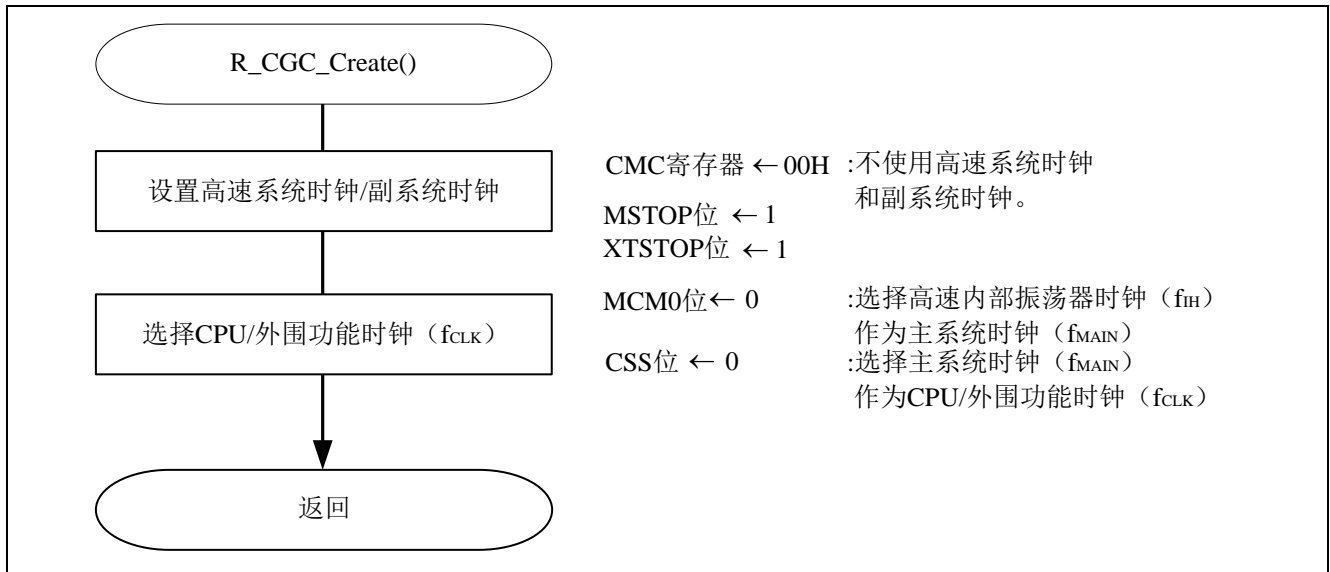 R_CGC_Create()
设置高速系统时钟/副系统时钟
CMC寄存器 ←00H :不使用高速系统时钟
和副系统时钟。
MSTOP位 ←1
XTSTOP位 ←1
选择CPU/外围功能时钟（fCLK）
MCM0位← 0 :选择高速内部振荡器时钟（fIH）
作为主系统时钟（fMAIN）
CSS位 ← 0 :选择主系统时钟（fMAIN）
作为CPU/外围功能时钟（fCLK）
返回